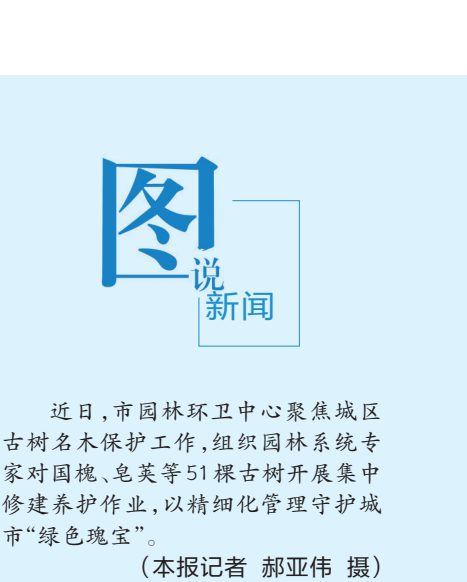 图
说
新闻
近日,市园林环卫中心聚焦城区
古树名木保护工作,组织园林系统专
家对国槐、皂荚等51棵古树开展集中
修建养护作业,以精细化管理守护城
市“绿色瑰宝”。
(本报记者 郝亚伟 摄)